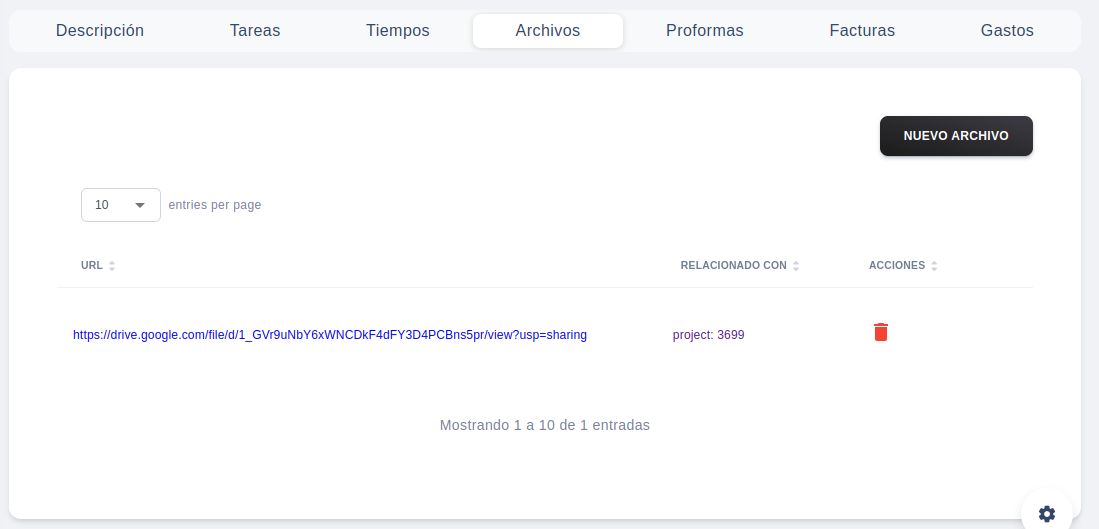 Descripción Tareas Tiempos Archivos Proformas Facturas Gastos
NUEVO ARCHIVO
10 entries per page
URL RELACIONADO CON ACCIONES
https://drive.google.com/file/d/1_GVr9uNbY6xWNCDkF4dFY3D4PCBns5pr/view?usp=sharing project: 3699
Mostrando 1 a 10 de 1 entradas